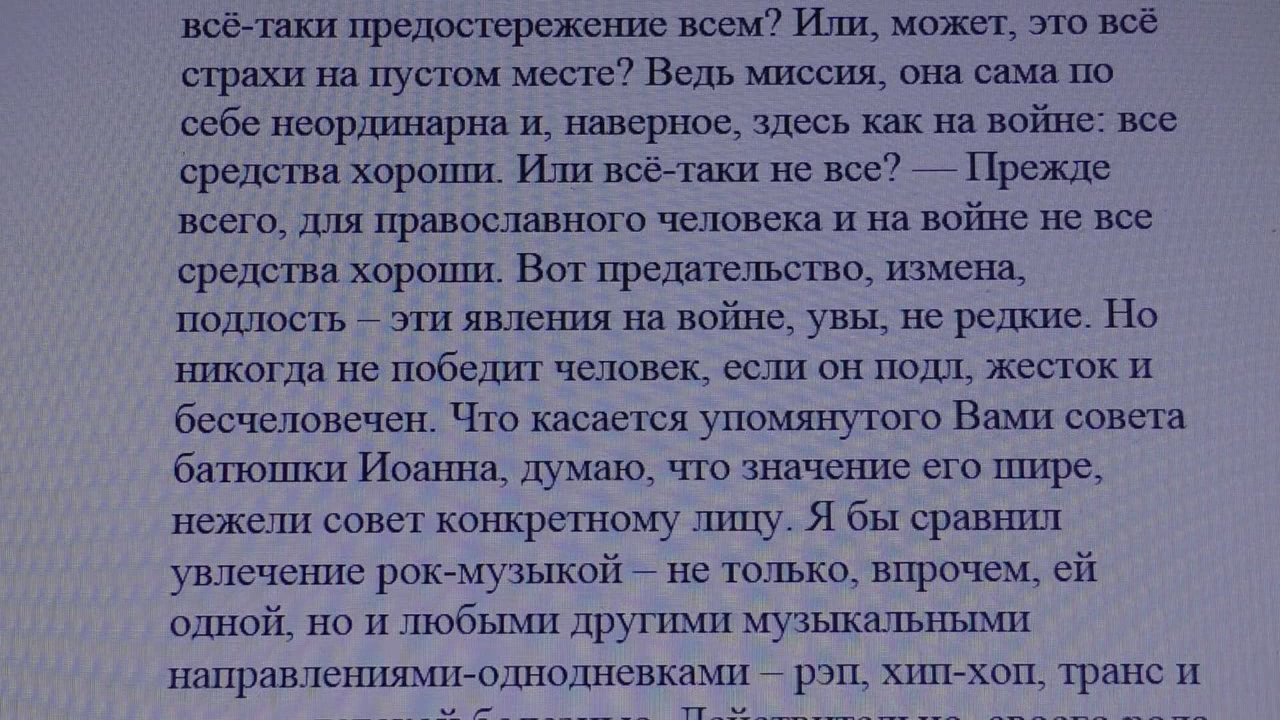 всё-таки предостережение всем? Или, может, это всё
страхи на пустом месте? Ведь миссия, она сама по
себе неординарна и, наверное, здесь как на войне: все
средства хороши. Или всё-таки не все? — Прежде
всего, для православного человека и на войне не все
средства хороши. Вот предательство, измена,
подлость – эти явления на войне, увы, не редкие. Но
никогда не победит человек, если он подл, жесток и
бесчеловечен. Что касается упомянутого Вами совета
батюшки Иоанна, думаю, что значение его шире,
нежели совет конкретному лицу. Я бы сравнил
увлечение рок-музыкой – не только, впрочем, ей
одной, но и любыми другими музыкальными
направлениями-однодневками – рэп, хип-хоп, транс и